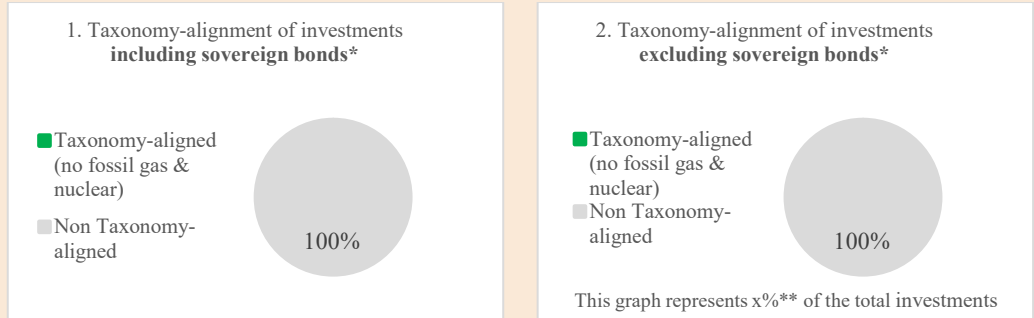 1. Taxonomy-alignment of investments
including sovereign bonds*
Taxonomy-aligned
(no fossil gas &
nuclear)
Non Taxonomy-
aligned
100%
2. Taxonomy-alignment of investments
excluding sovereign bonds*
Taxonomy-aligned
(no fossil gas &
nuclear)
Non Taxonomy-
aligned
100%
This graph represents x%** of the total investments